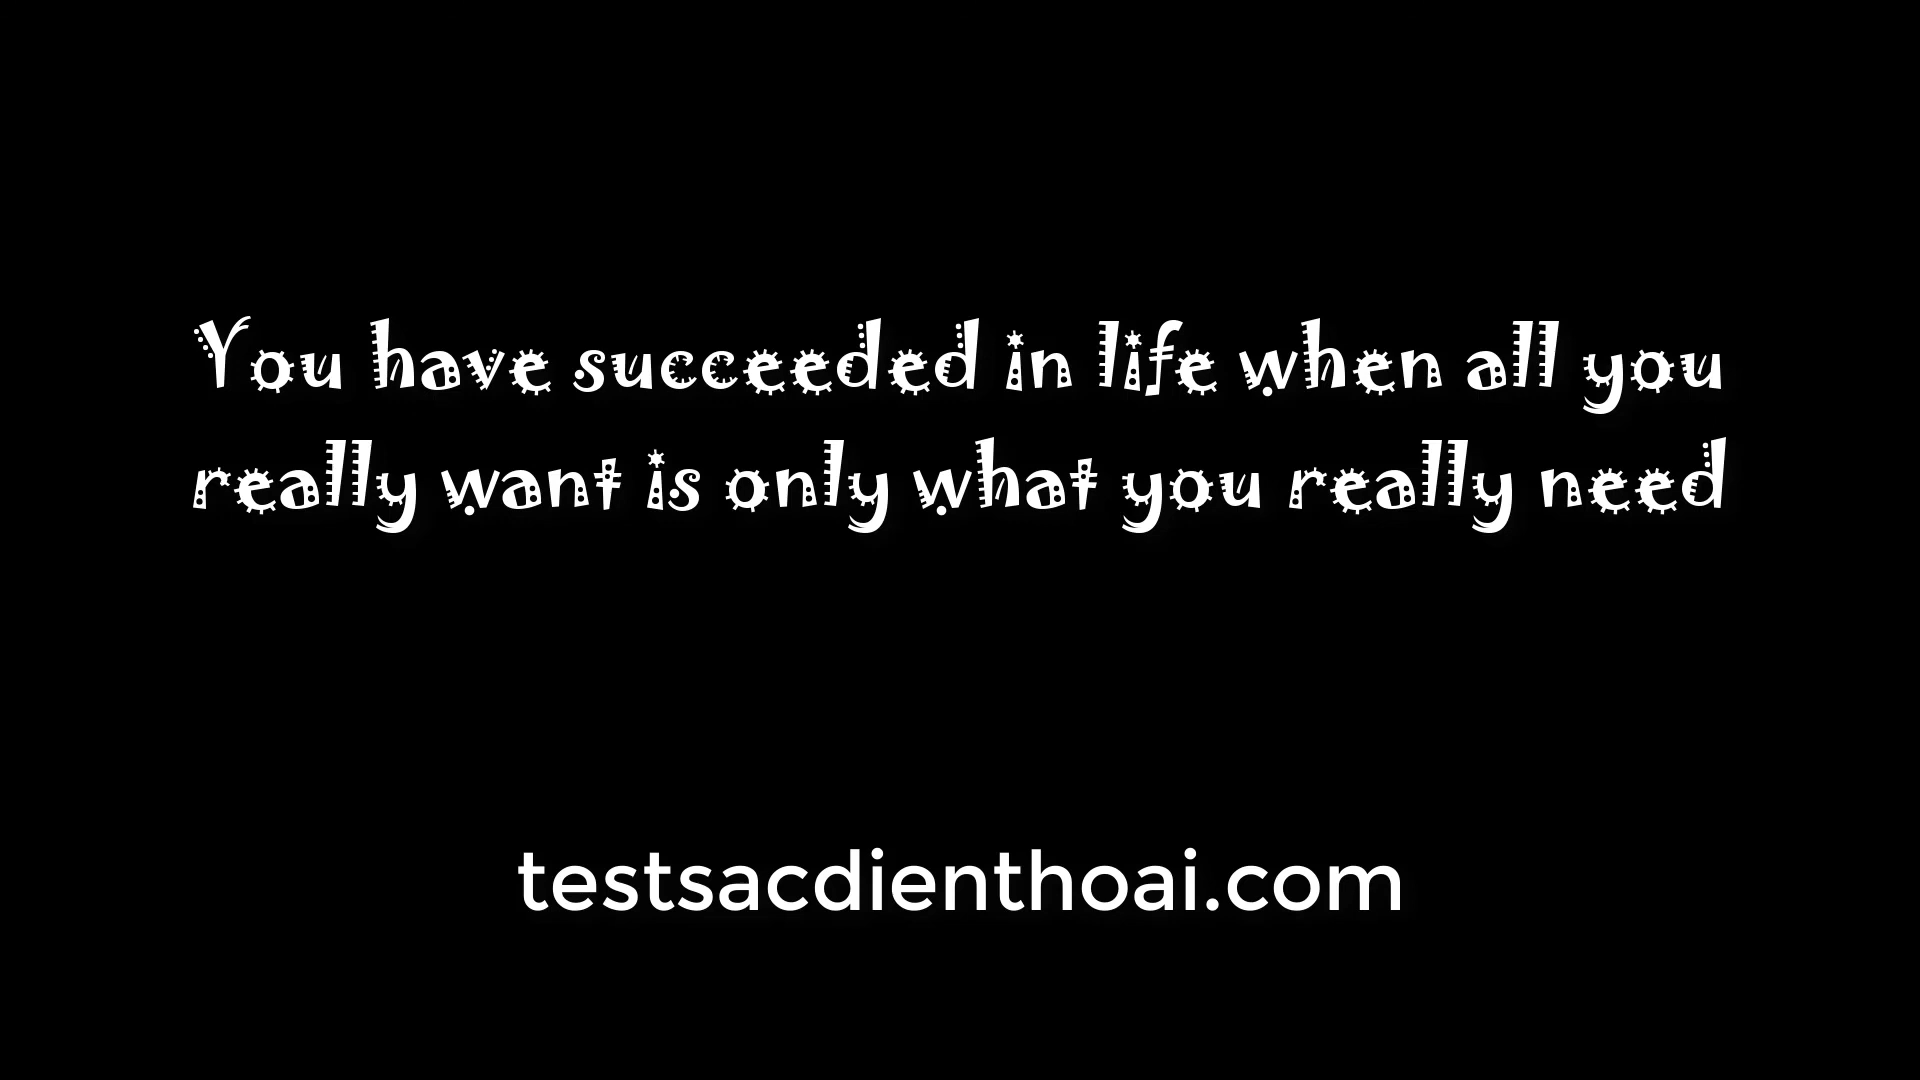 You have succeeded in life when all you
really want is only what you really need
testsacdienthoai.com